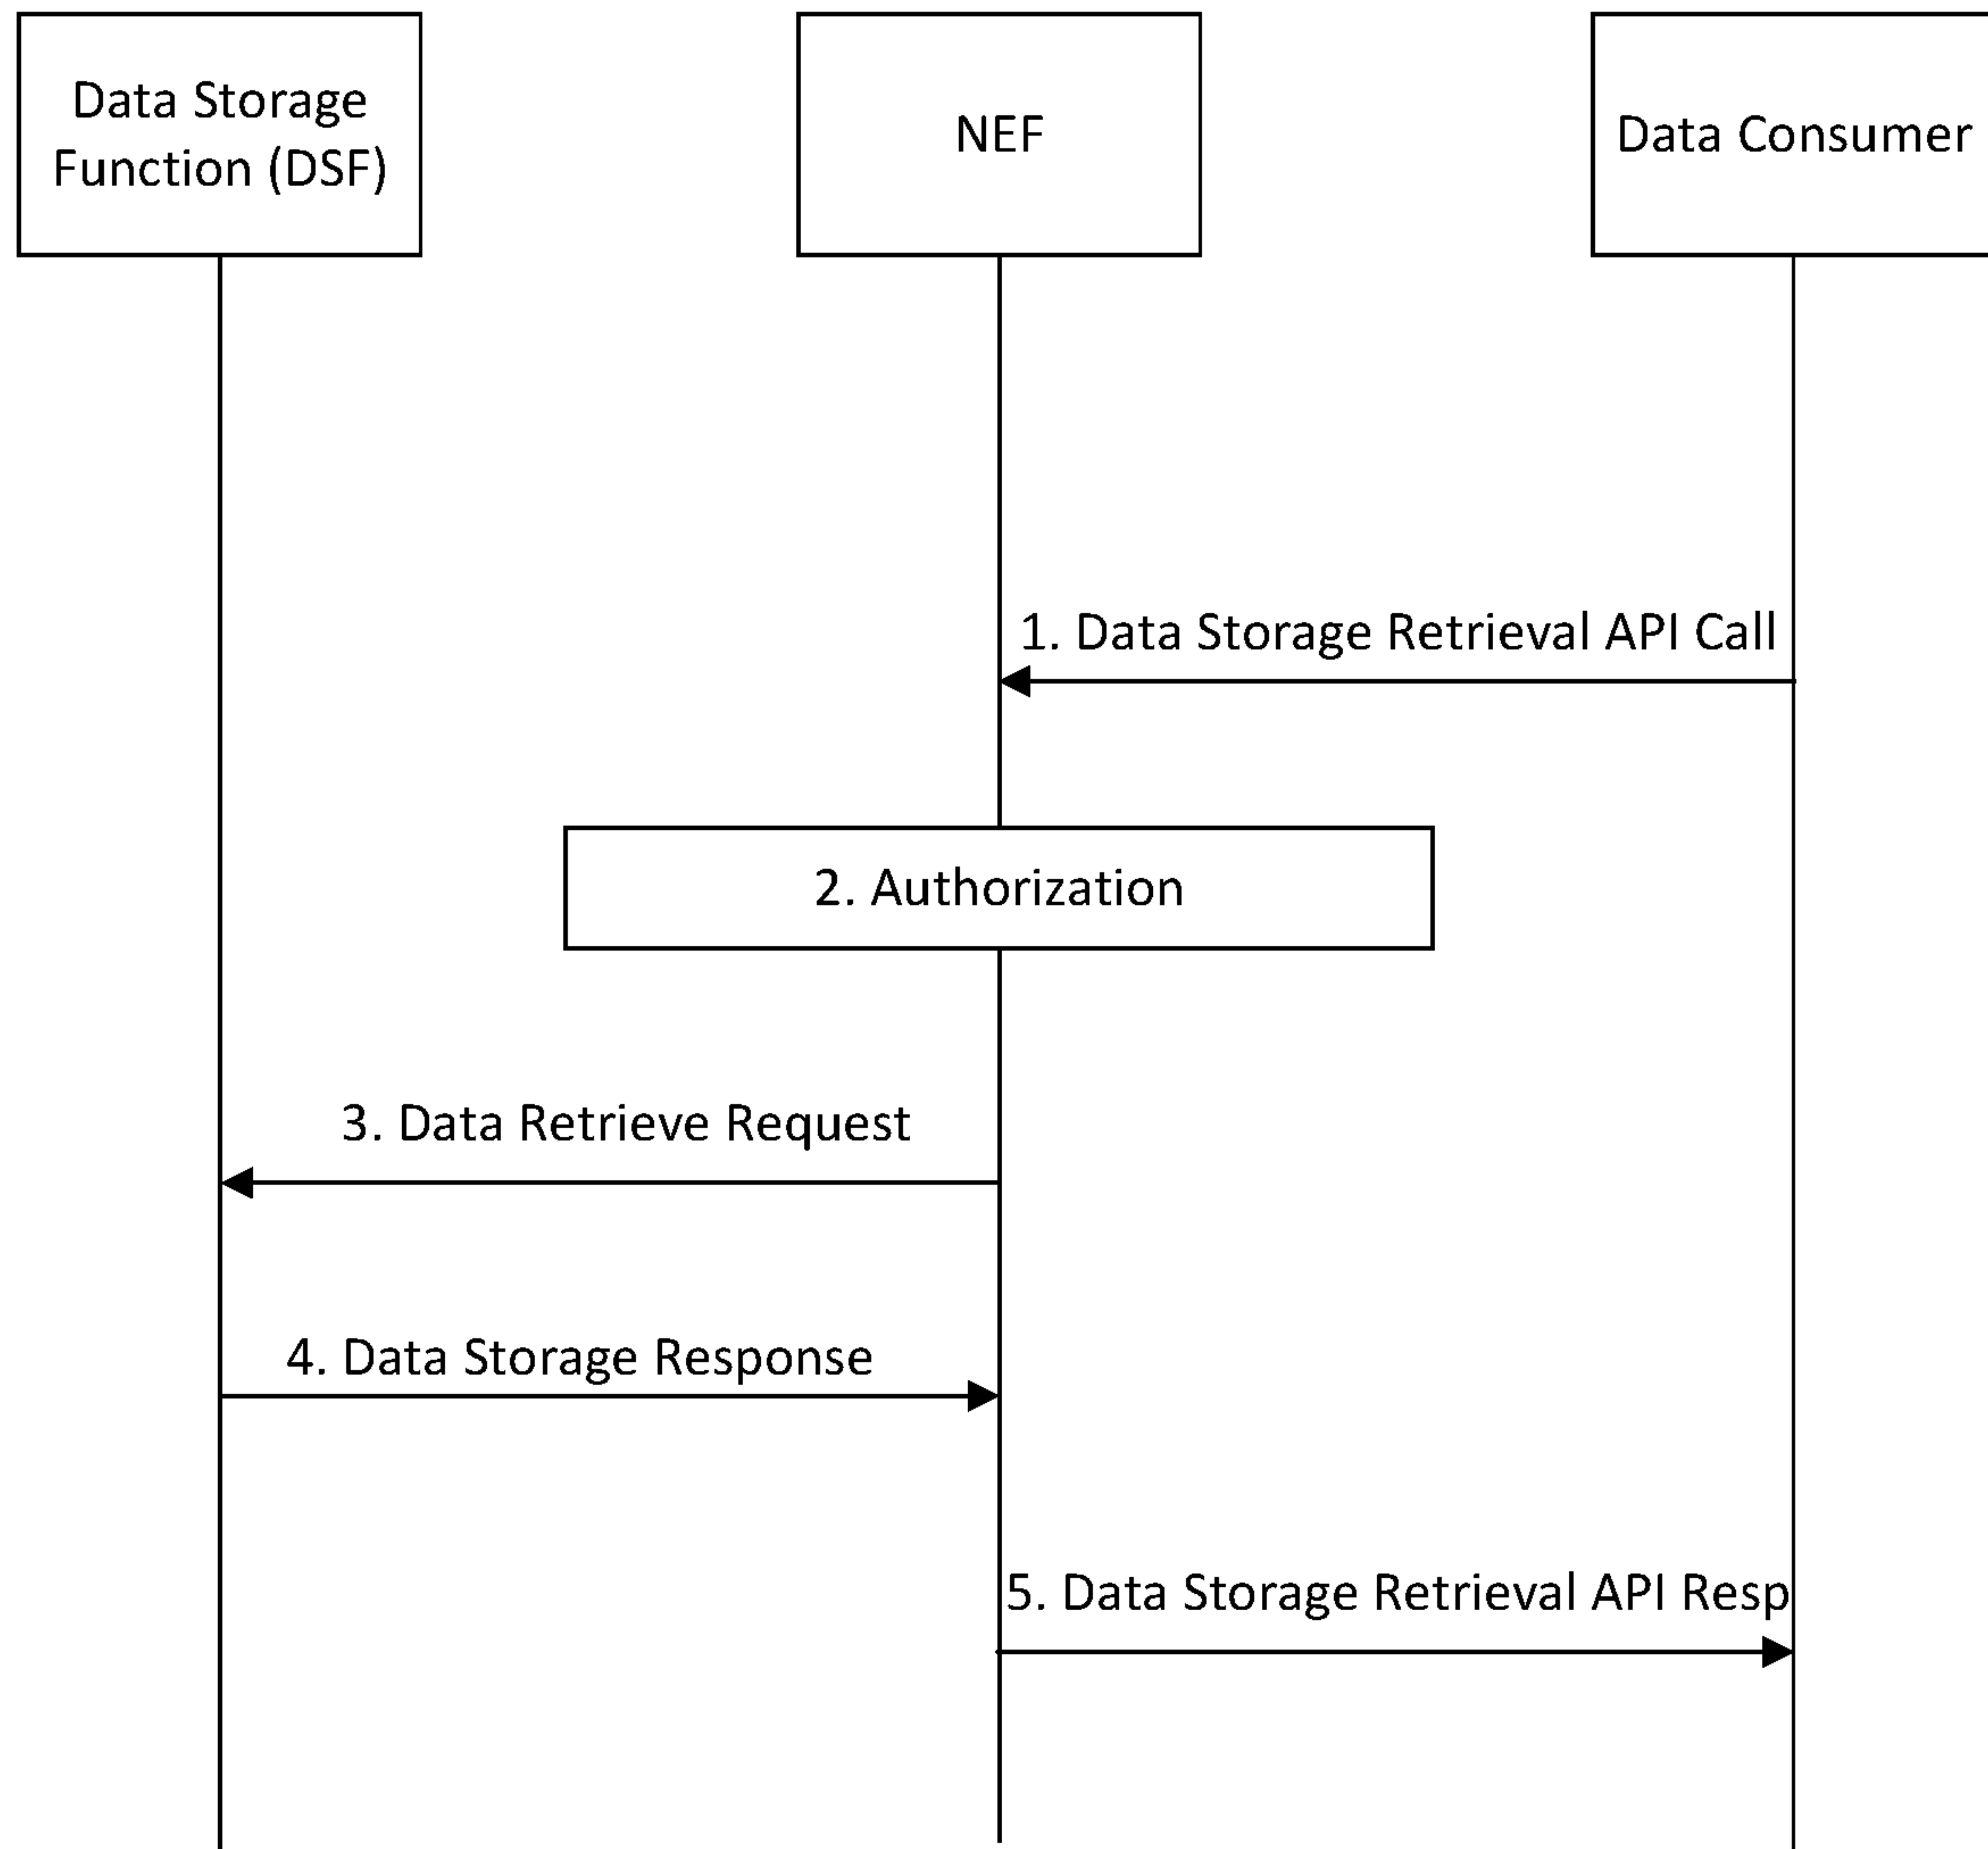 Data Storage
Function (DSF)
NEF
Data Consumer
1. Data Storage Retrieval API Call
2. Authorization
3. Data Retrieve Request
4. Data Storage Response
5. Data Storage Retrieval API Resp